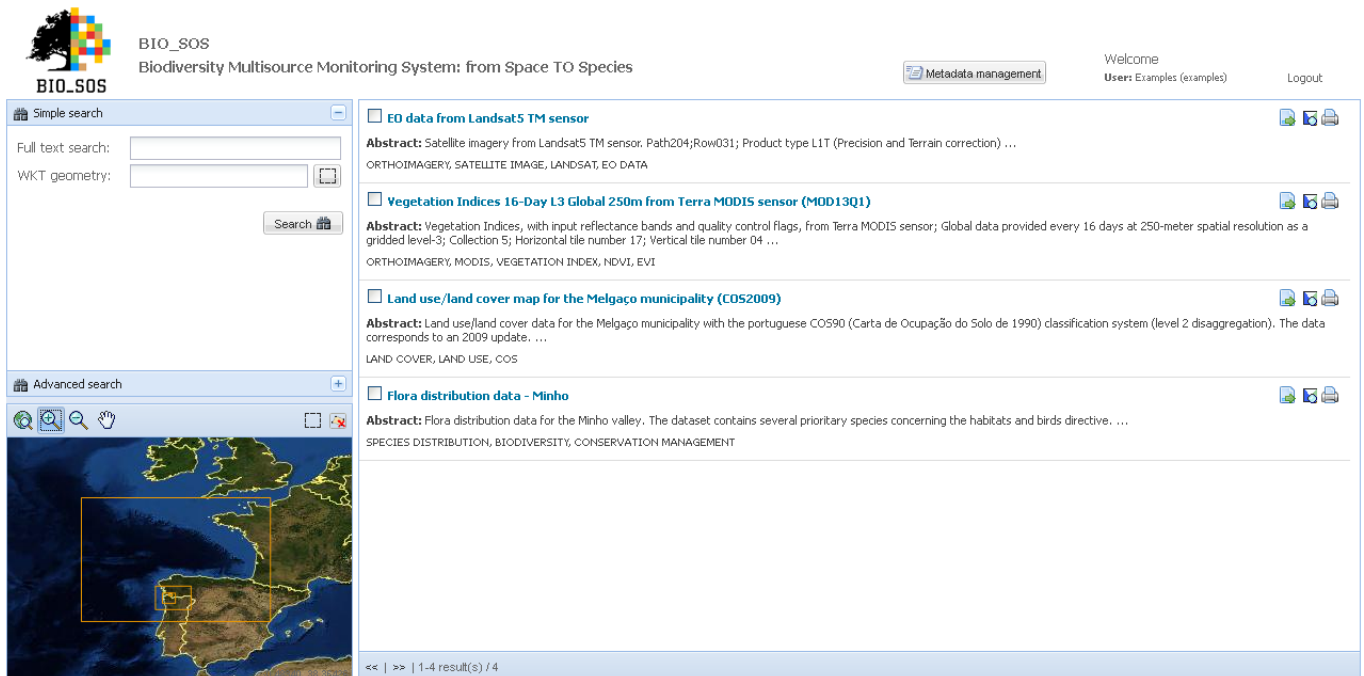 BIO_SOS
BIO_SOS
Biodiversity Multisource Monitoring System: from Space TO Species
Metadata management
Welcome
User: Examples (examples)
Logout
Simple search
Full text search:
WKT geometry:
Search
Advanced search
EO data from Landsat5 TM sensor
Abstract: Satellite imagery from Landsat5 TM sensor. Path204;Row031; Product type L1T (Precision and Terrain correction) ...
ORTHOIMAGERY, SATELLITE IMAGE, LANDSAT, EO DATA
Vegetation Indices 16-Day L3 Global 250m from Terra MODIS sensor (MOD13Q1)
Abstract: Vegetation Indices, with input reflectance bands and quality control flags, from Terra MODIS sensor; Global data provided every 16 days at 250-meter spatial resolution as a
gridded level-3; Collection 5; Horizontal tile number 17; Vertical tile number 04 ...
ORTHOIMAGERY, MODIS, VEGETATION INDEX, NDVI, EVI
Land use/land cover map for the Melgaço municipality (COS2009)
Abstract: Land use/land cover data for the Melgaço municipality with the portuguese COS90 (Carta de Ocupação do Solo de 1990) classification system (level 2 disaggregation). The data
corresponds to an 2009 update. ...
LAND COVER, LAND USE, COS
Flora distribution data - Minho
Abstract: Flora distribution data for the Minho valley. The dataset contains several prioritary species concerning the habitats and birds directive. ...
SPECIES DISTRIBUTION, BIODIVERSITY, CONSERVATION MANAGEMENT
<< | >> | 1-4 result(s) / 4